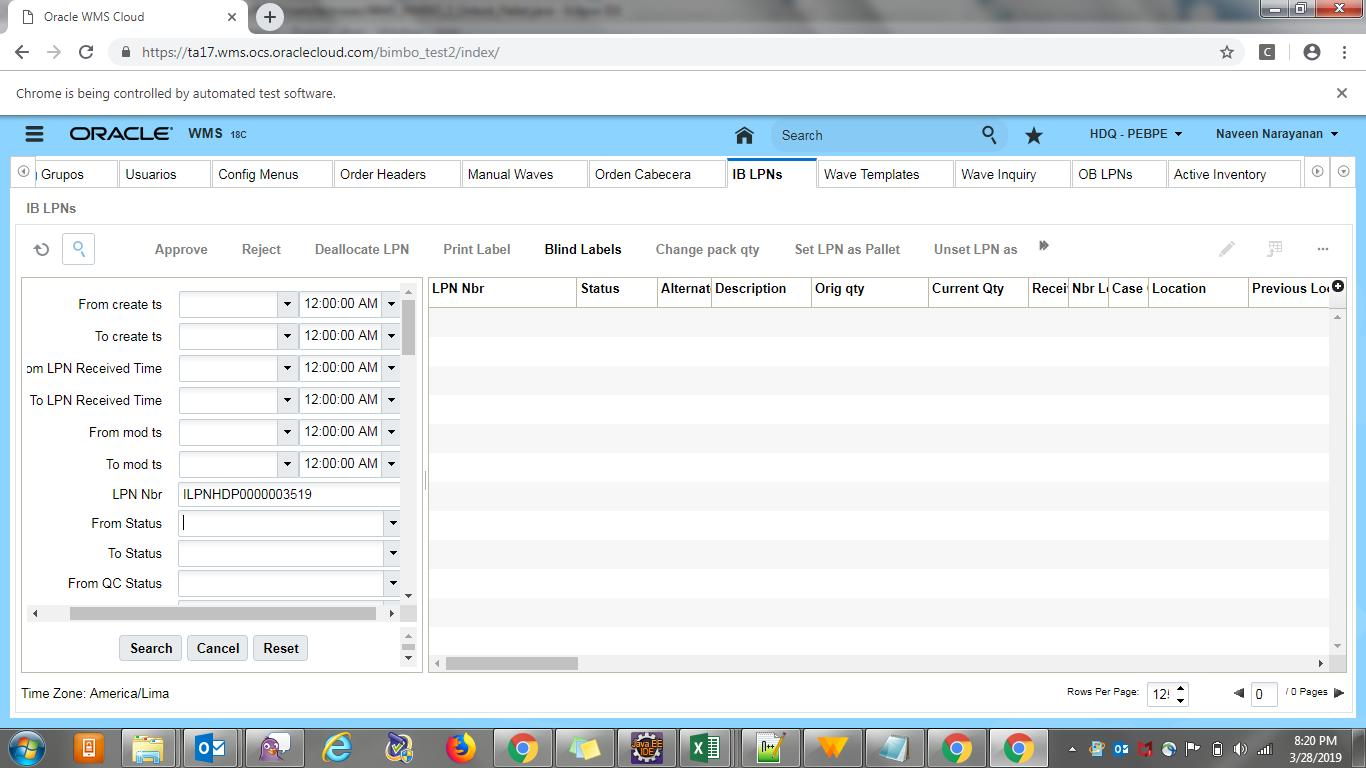 Oracle WMS Cloud
https://ta17.wms.ocs.oraclecloud.com/bimbo_test2/index/
C
Chrome is being controlled by automated test software.
ORACLE WMS 18C
Search
HDQ - PEBPE
Naveen Narayanan
Grupos
Usuarios
Config Menus
Order Headers
Manual Waves
Orden Cabecera
IB LPNs
Wave Templates
Wave Inquiry
OB LPNs
Active Inventory
IB LPNs
Approve
Reject
Deallocate LPN
Print Label
Blind Labels
Change pack qty
Set LPN as Pallet
Unset LPN as
LPN Nbr
Status
Alternat
Description
Orig qty
Current Qty
Recei
Nbr L
Case
Location
Previous Lo
From create ts 12:00:00 AM
To create ts 12:00:00 AM
om LPN Received Time 12:00:00 AM
To LPN Received Time 12:00:00 AM
From mod ts 12:00:00 AM
To mod ts 12:00:00 AM
LPN Nbr ILPNHDP0000003519
From Status
To Status
From QC Status
Search
Cancel
Reset
Time Zone: America/Lima
Rows Per Page: 12
0 / 0 Pages
Java EE
IDE
8:20 PM
3/28/2019